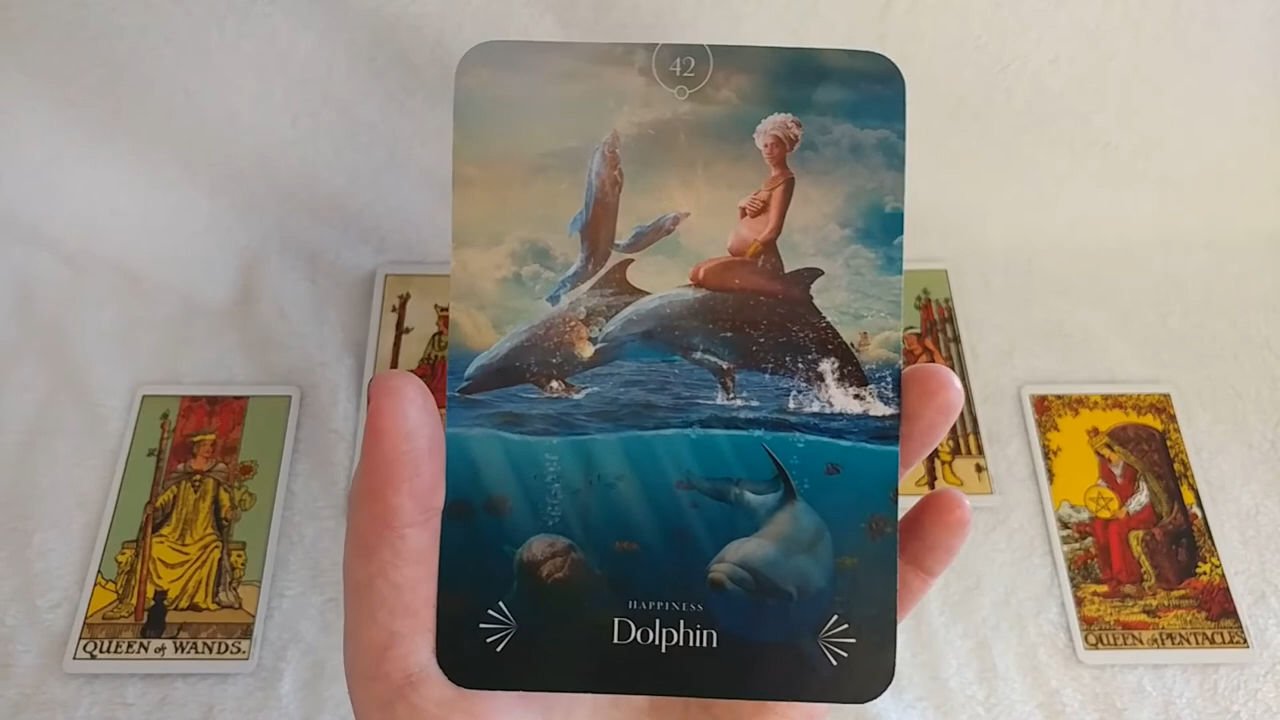 42
HAPPINESS
Dolphin
QUEEN of WANDS.
QUEEN of PENTACLES